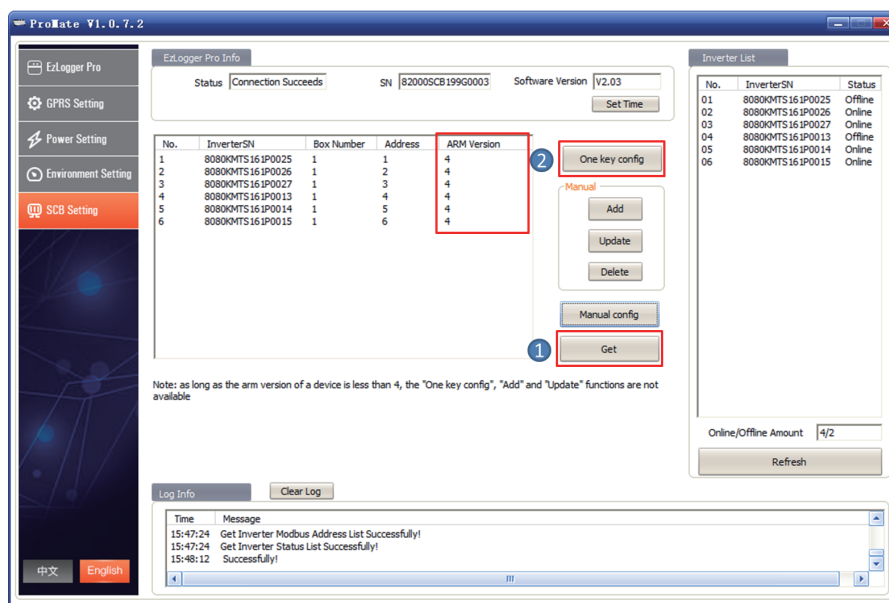 ProMate V1.0.7.2
EzLogger Pro
GPRS Setting
Power Setting
Environment Setting
SCB Setting
中文
English
EzLogger Pro Info
Status Connection Succeeds SN 82000SCB199G0003 Software Version V2.03
Set Time
No. InverterSN Box Number Address ARM Version
1 8080KMTS161P0025 1 1 4
2 8080KMTS161P0026 1 2 4
3 8080KMTS161P0027 1 3 4
4 8080KMTS161P0013 1 4 4
5 8080KMTS161P0014 1 5 4
6 8080KMTS161P0015 1 6 4
2 One key config
Manual
Add
Update
Delete
Manual config
1 Get
Note: as long as the arm version of a device is less than 4, the "One key config", "Add" and "Update" functions are not
available
Inverter List
No. InverterSN Status
01 8080KMTS161P0025 Offline
02 8080KMTS161P0026 Online
03 8080KMTS161P0027 Online
04 8080KMTS161P0013 Offline
05 8080KMTS161P0014 Online
06 8080KMTS161P0015 Online
Online/Offline Amount 4/2
Refresh
Log Info
Clear Log
Time Message
15:47:24 Get Inverter Modbus Address List Successfully!
15:47:24 Get Inverter Status List Successfully!
15:48:12 Successfully!